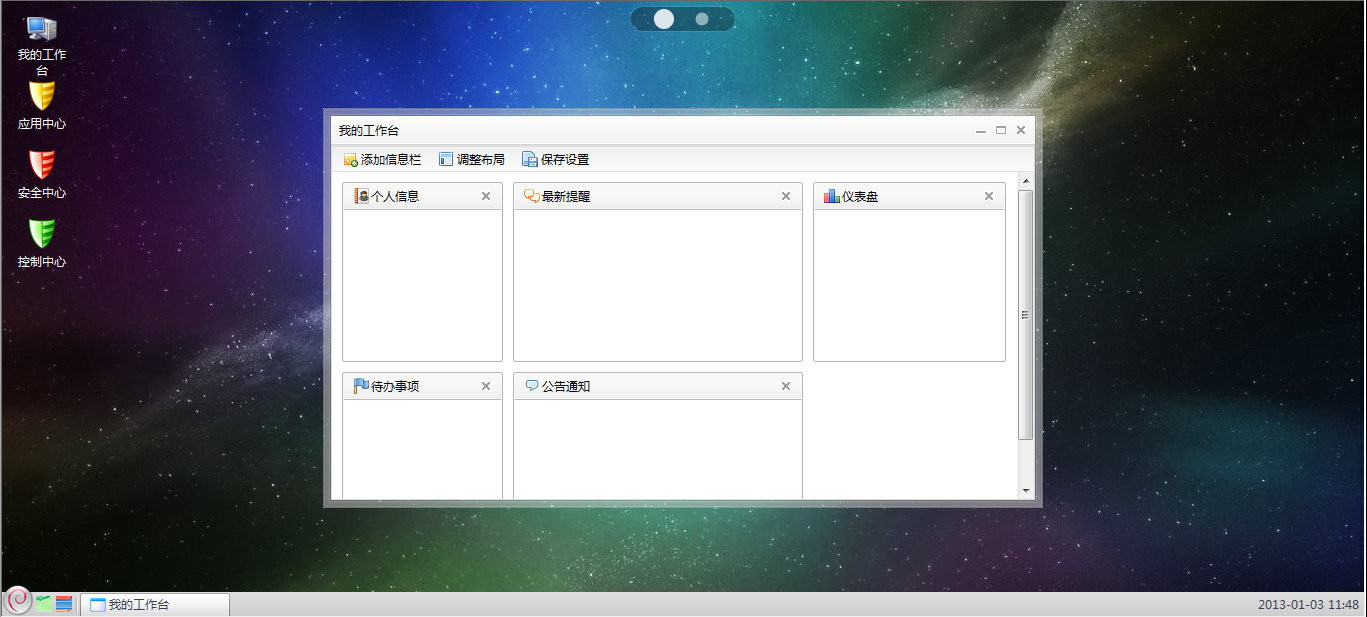 我的工作
台
应用中心
安全中心
控制中心
我的工作台
添加信息栏 调整布局 保存设置
个人信息 最新提醒 仪表盘
待办事项 公告通知
我的工作台 2013-01-03 11:48